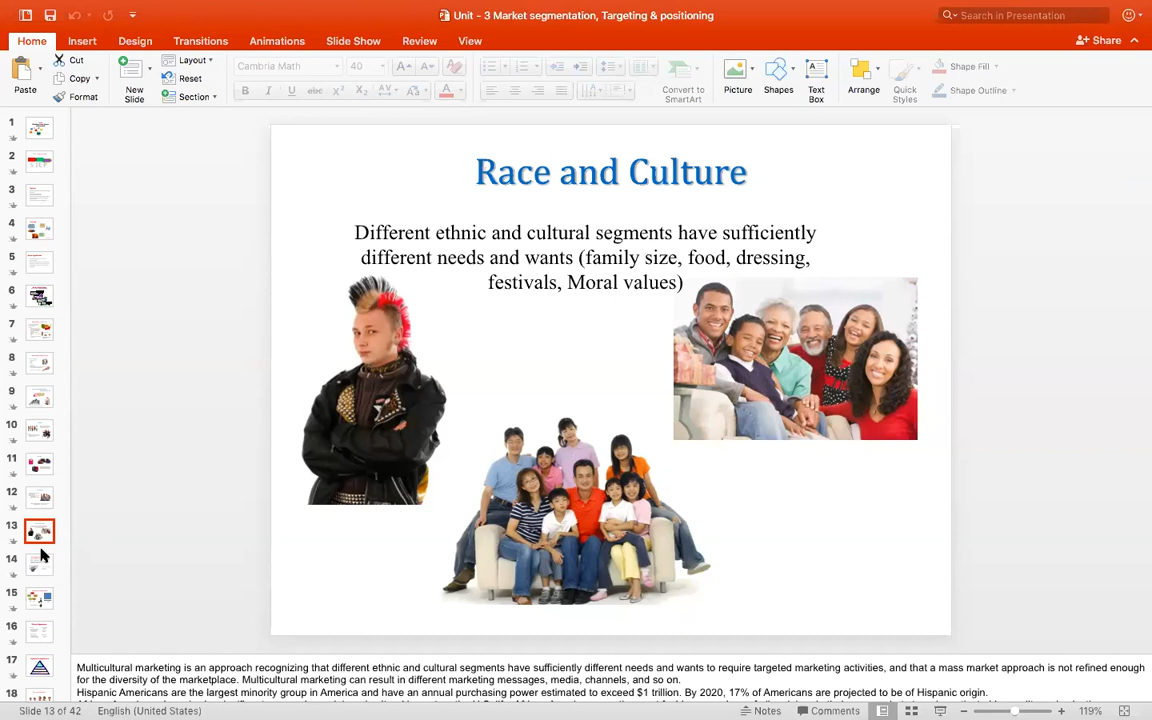 Unit - 3 Market segmentation, Targeting & positioning
Search in Presentation
Home Insert Design Transitions Animations Slide Show Review View
Share
Paste
Cut
Copy
Format
New Slide
Layout
Reset
Section
Cambria Math 40
Convert to SmartArt
Picture
Shapes
Text Box
Arrange
Quick Styles
Shape Fill
Shape Outline
1
2
3
4
5
6
7
8
9
10
11
12
13
14
15
16
17
18
Race and Culture
Different ethnic and cultural segments have sufficiently
different needs and wants (family size, food, dressing,
festivals, Moral values)
Multicultural marketing is an approach recognizing that different ethnic and cultural segments have sufficiently different needs and wants to require targeted marketing activities, and that a mass market approach is not refined enough
for the diversity of the marketplace. Multicultural marketing can result in different marketing messages, media, channels, and so on.
Hispanic Americans are the largest minority group in America and have an annual purchasing power estimated to exceed $1 trillion. By 2020, 17% of Americans are projected to be of Hispanic origin.
Slide 13 of 42 English (United States)
Notes Comments 119%